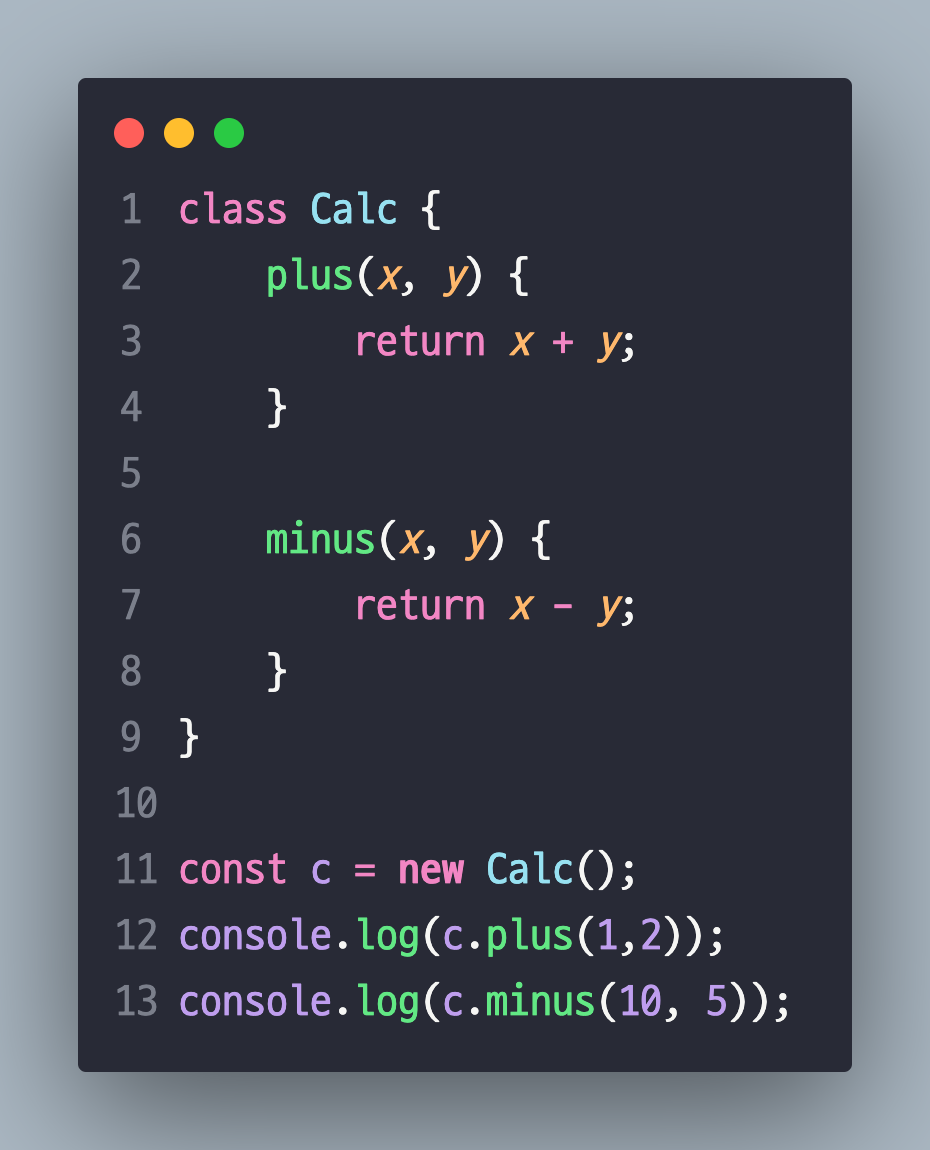 1 class Calc {
2     plus(x, y) {
3         return x + y;
4     }
5
6     minus(x, y) {
7         return x - y;
8     }
9 }
10
11 const c = new Calc();
12 console.log(c.plus(1,2));
13 console.log(c.minus(10, 5));